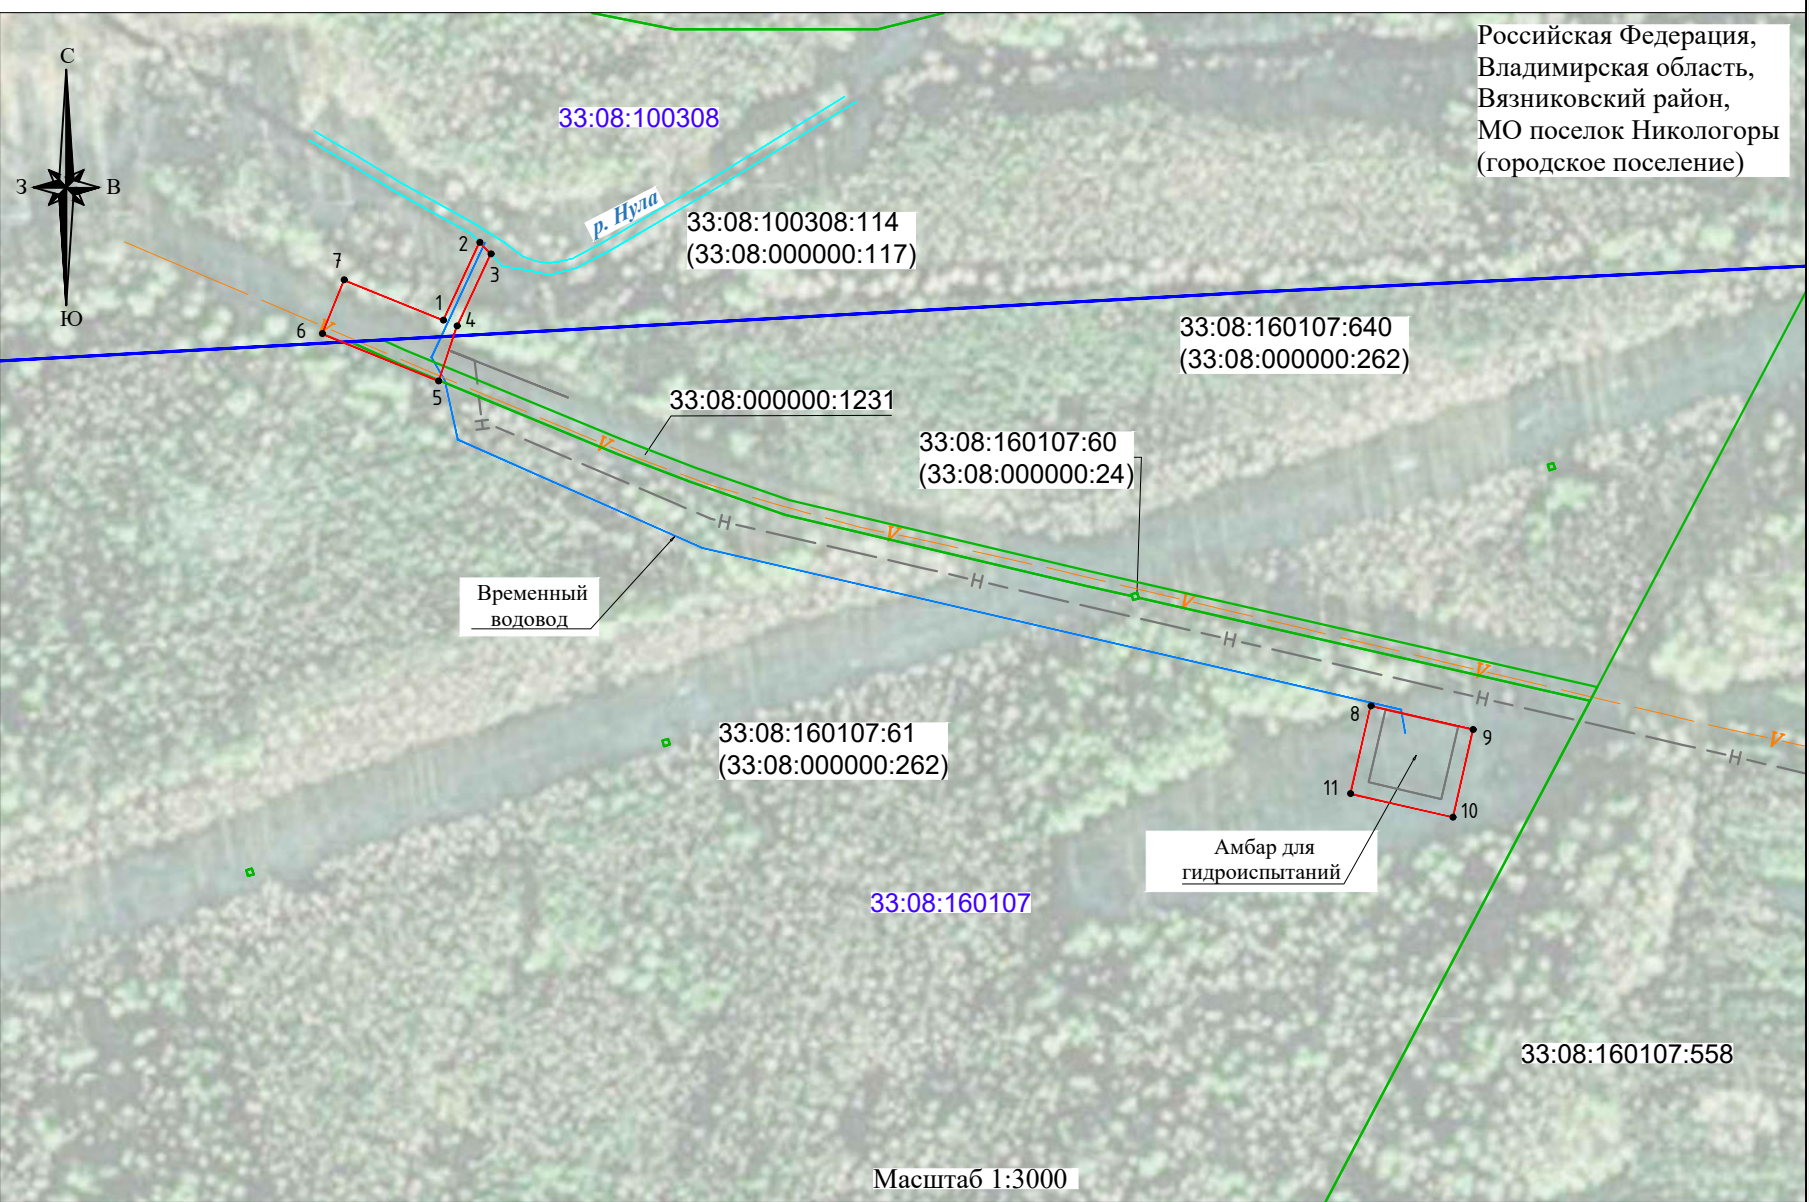 Российская Федерация,
Владимирская область,
Вязниковский район,
МО поселок Никологоры
(городское поселение)
С
З
В
Ю
33:08:100308
р. Нула
33:08:100308:114
(33:08:000000:117)
2
3
7
1
4
6
5
33:08:160107:640
(33:08:000000:262)
33:08:000000:1231
33:08:160107:60
(33:08:000000:24)
V
V
V
V
V
V
Н
Н
Н
Н
Н
Н
Временный
водовод
33:08:160107:61
(33:08:000000:262)
8
9
11
10
Амбар для
гидроиспытаний
33:08:160107
33:08:160107:558
Масштаб 1:3000